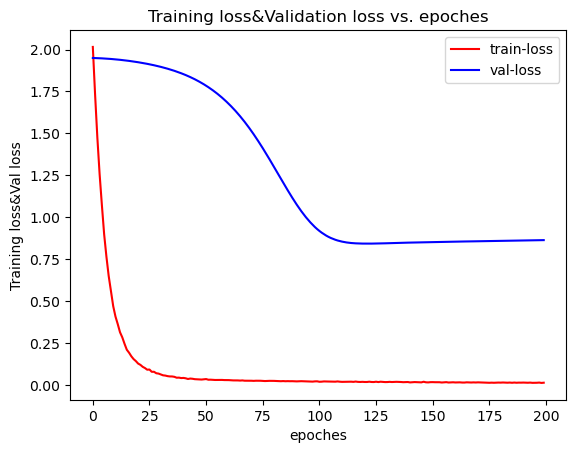 Training loss&Validation loss vs. epoches
train-loss
val-loss
Training loss&Val loss
2.00
1.75
1.50
1.25
1.00
0.75
0.50
0.25
0.00
0 25 50 75 100 125 150 175 200
epoches